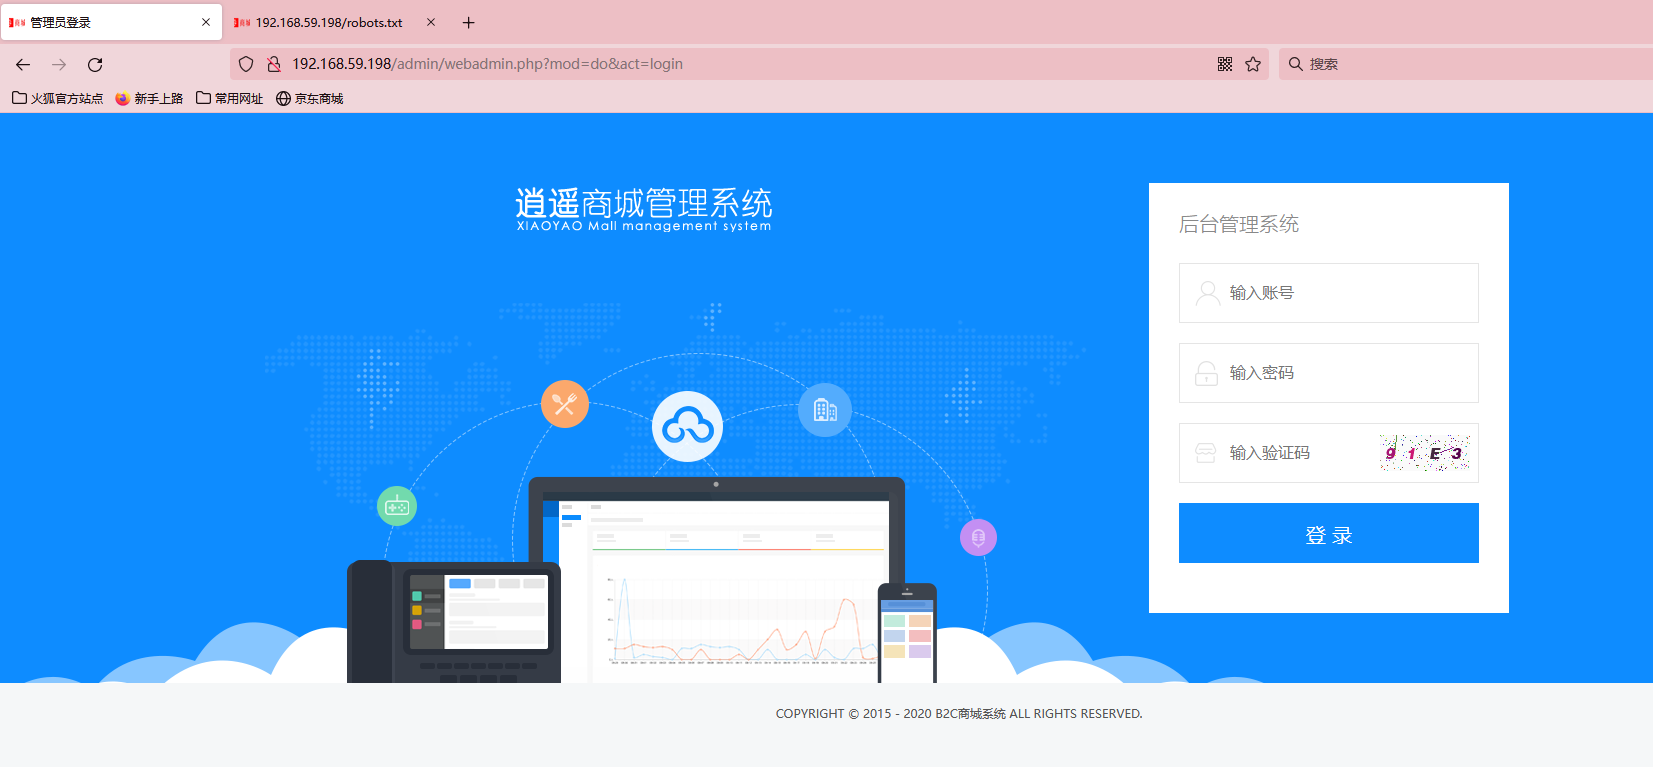 管理员登录
192.168.59.198/robots.txt
192.168.59.198/admin/webadmin.php?mod=do&act=login
搜索
火狐官方站点 新手上路 常用网址 京东商城
逍遥商城管理系统
XIAOYAO Mall management system
后台管理系统
输入账号
输入密码
输入验证码 91E3
登 录
COPYRIGHT © 2015 - 2020 B2C商城系统 ALL RIGHTS RESERVED.